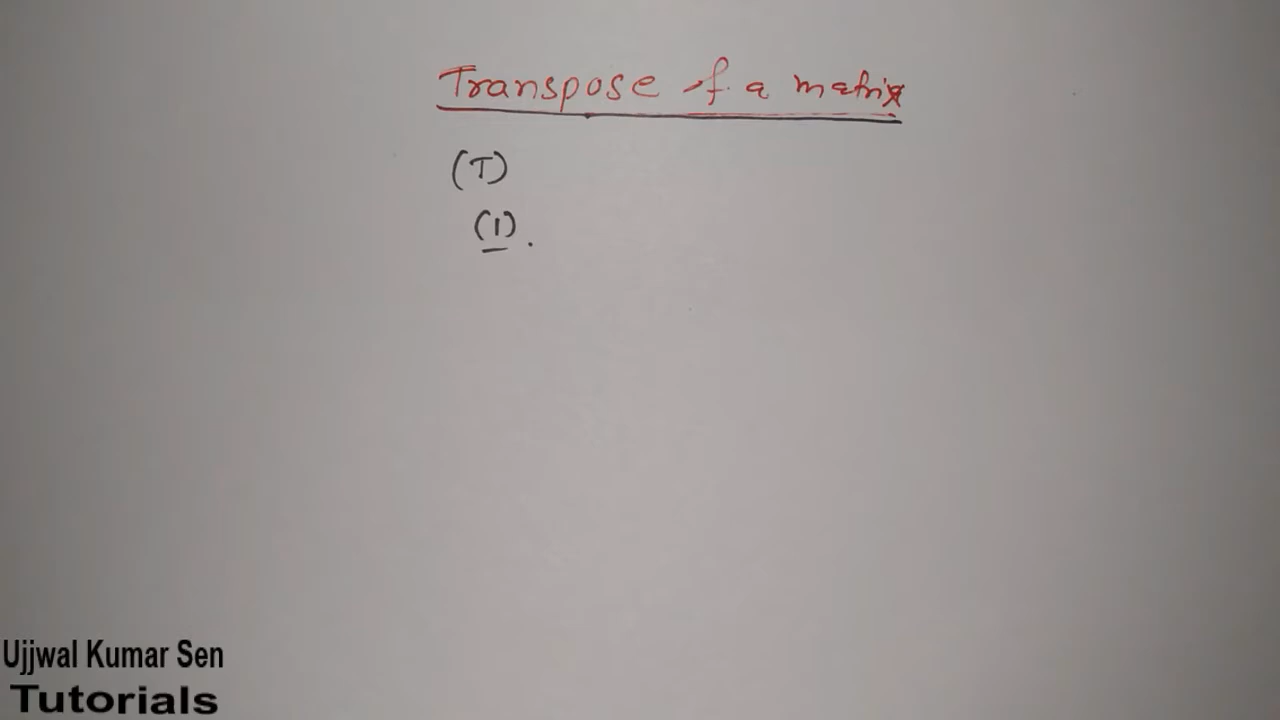 Transpose of a matrix
(T)
(1).
Ujjwal Kumar Sen
Tutorials